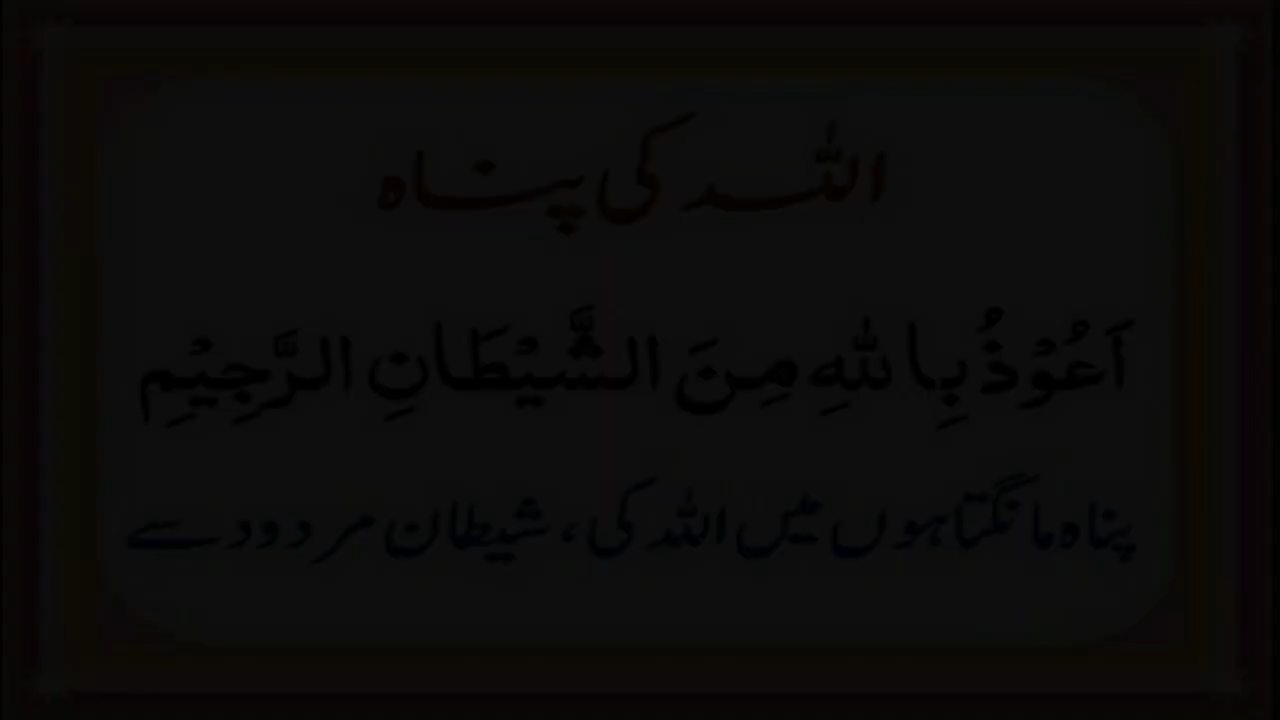 اللہ کی پناہ
اَعُوْذُ بِاللّٰهِ مِنَ الشَّيْطَانِ الرَّجِيْمِ
پناہ مانگتا ہوں میں اللہ کی، شیطان مردود سے